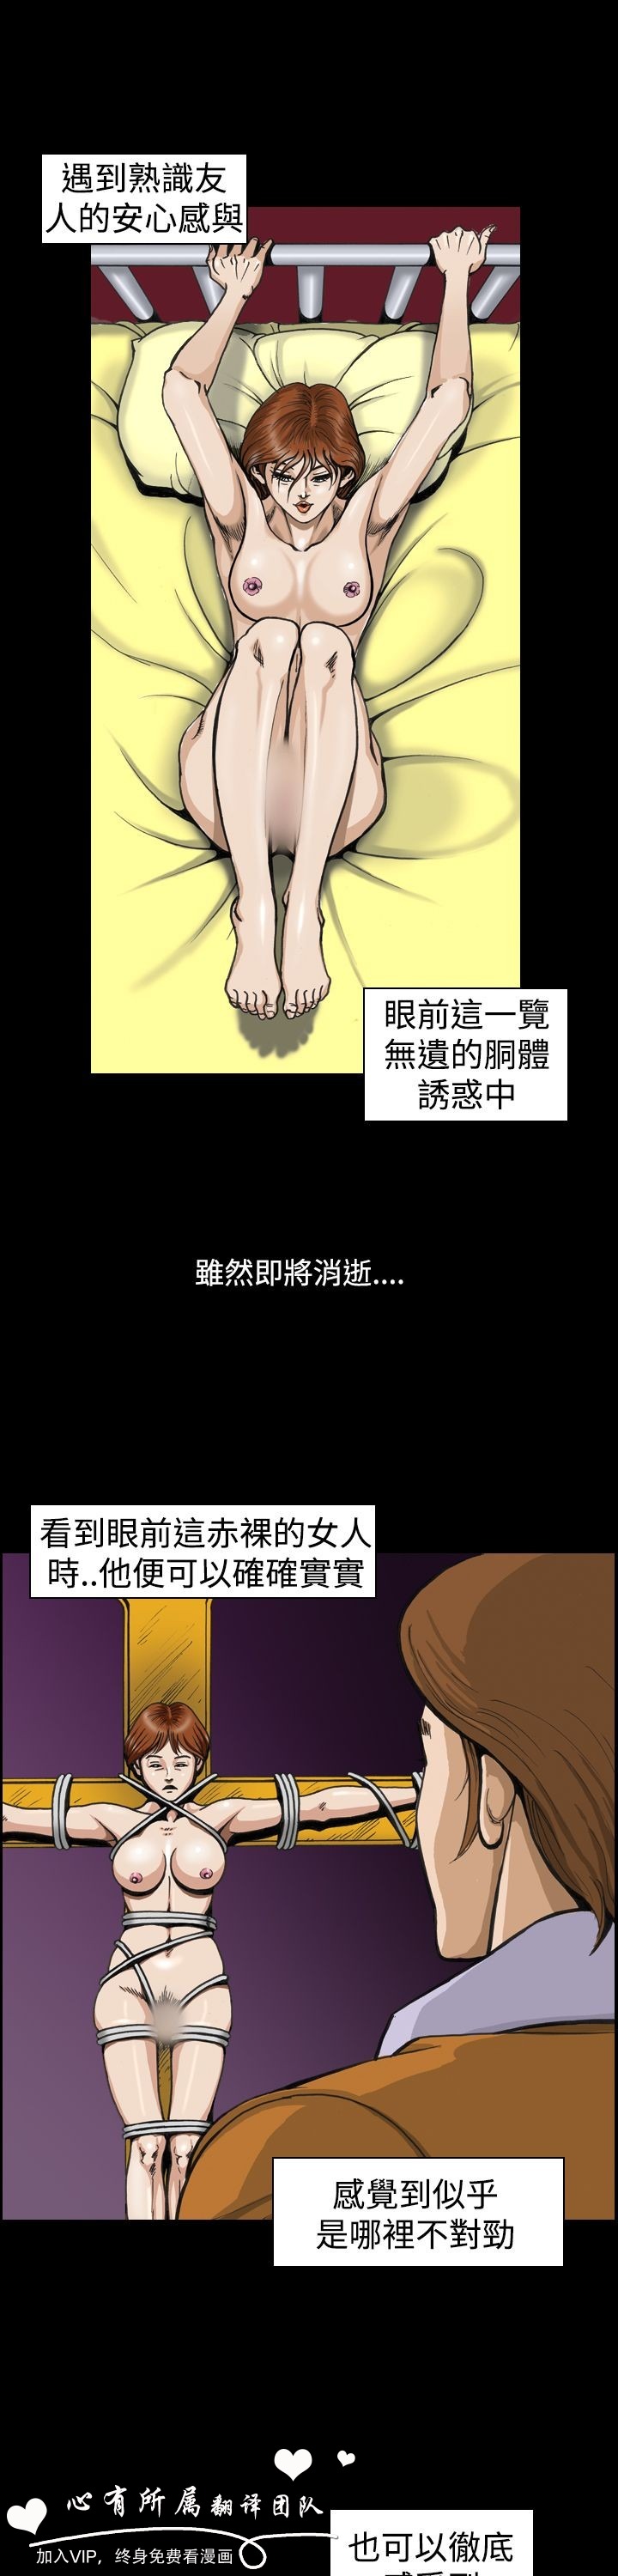 遇到熟識友
人的安心感與
眼前這一覽
無遺的胴體
誘惑中
雖然即將消逝....
看到眼前這赤裸的女人
時..他便可以確確實實
感覺到似乎
是哪裡不對勁
心有所属翻译团队
加入VIP，终身免费看漫画
也可以徹底